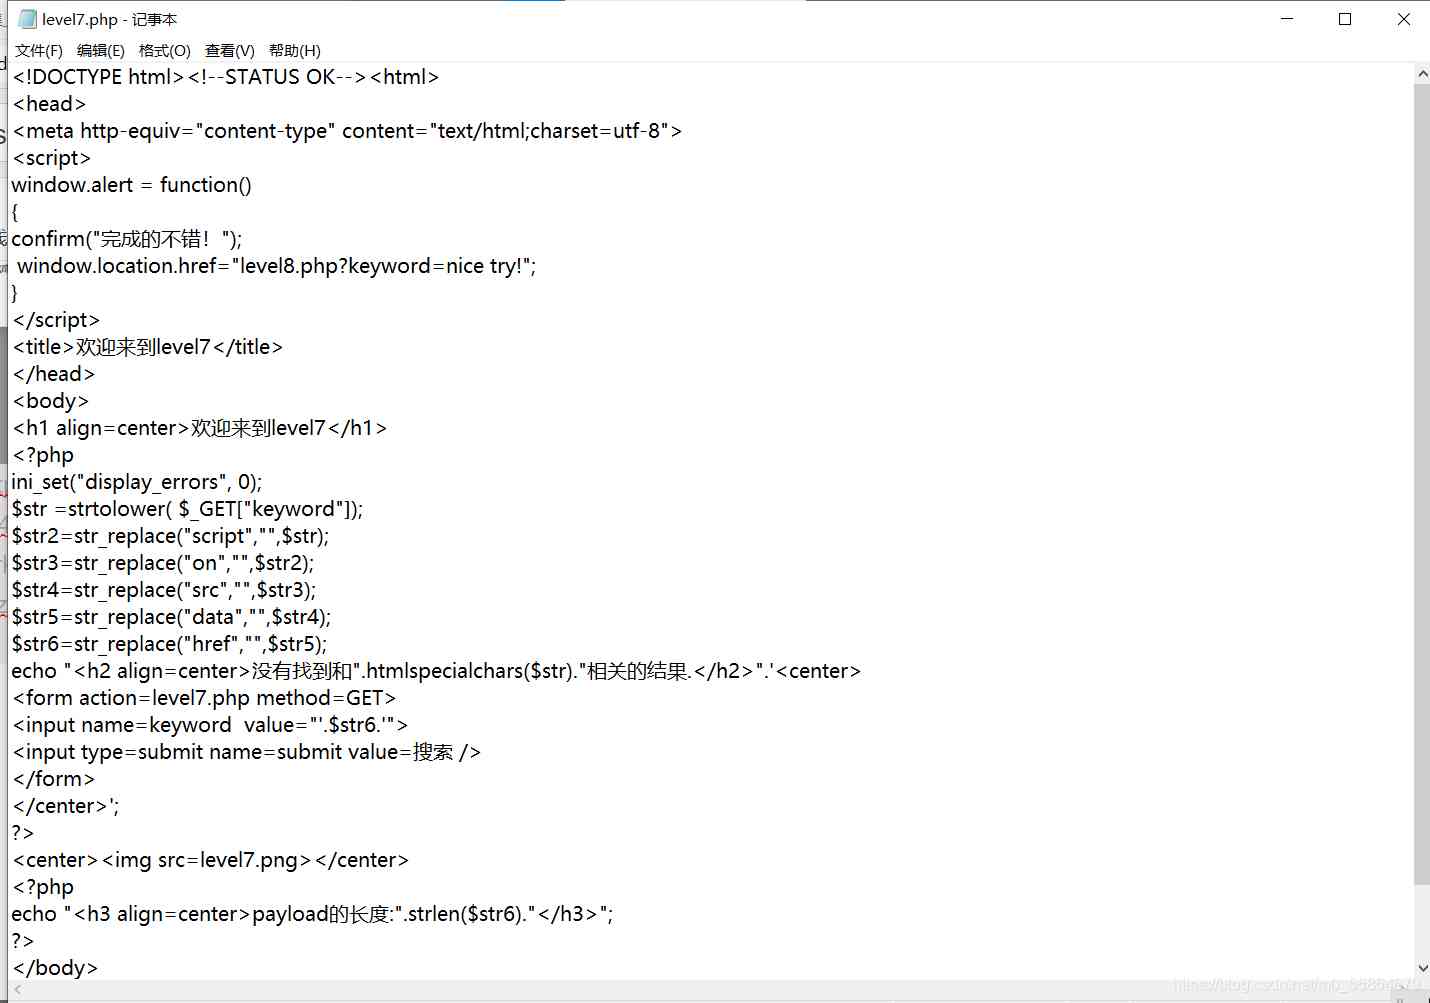 level7.php - 记事本
文件(F) 编辑(E) 格式(O) 查看(V) 帮助(H)
<!DOCTYPE html><!--STATUS OK--><html>
<head>
<meta http-equiv="content-type" content="text/html;charset=utf-8">
<script>
window.alert = function()
{
confirm("完成的不错！");
 window.location.href="level8.php?keyword=nice try!";
}
</script>
<title>欢迎来到level7</title>
</head>
<body>
<h1 align=center>欢迎来到level7</h1>
<?php
ini_set("display_errors", 0);
$str =strtolower( $_GET["keyword"]);
$str2=str_replace("script","",$str);
$str3=str_replace("on","",$str2);
$str4=str_replace("src","",$str3);
$str5=str_replace("data","",$str4);
$str6=str_replace("href","",$str5);
echo "<h2 align=center>没有找到和".htmlspecialchars($str)."相关的结果.</h2>".'<center>
<form action=level7.php method=GET>
<input name=keyword  value="'.$str6.'">
<input type=submit name=submit value=搜索 />
</form>
</center>';
?>
<center><img src=level7.png></center>
<?php
echo "<h3 align=center>payload的长度:".strlen($str6)."</h3>";
?>
</body>